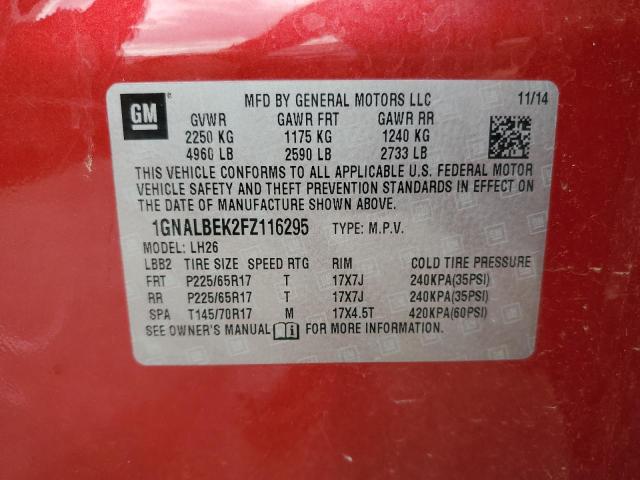 GM ® MFD BY GENERAL MOTORS LLC 11/14
GVWR GAWR FRT GAWR RR
2250 KG 1175 KG 1240 KG
4960 LB 2590 LB 2733 LB
THIS VEHICLE CONFORMS TO ALL APPLICABLE U.S. FEDERAL MOTOR
VEHICLE SAFETY AND THEFT PREVENTION STANDARDS IN EFFECT ON
THE DATE OF MANUFACTURE SHOWN ABOVE.
1GNALBEK2FZ116295 TYPE: M.P.V.
MODEL: LH26
LBB2 TIRE SIZE SPEED RTG RIM COLD TIRE PRESSURE
FRT P225/65R17 T 17X7J 240KPA(35PSI)
RR P225/65R17 T 17X7J 240KPA(35PSI)
SPA T145/70R17 M 17X4.5T 420KPA(60PSI)
SEE OWNER'S MANUAL FOR MORE INFORMATION.